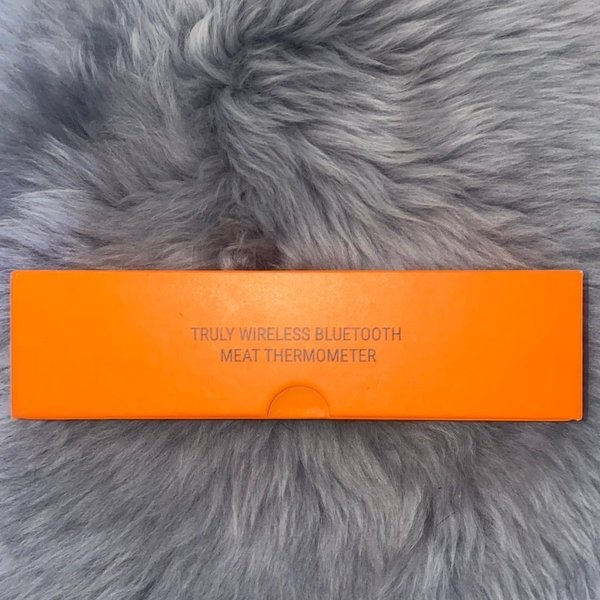 TRULY WIRELESS BLUETOOTH
MEAT THERMOMETER